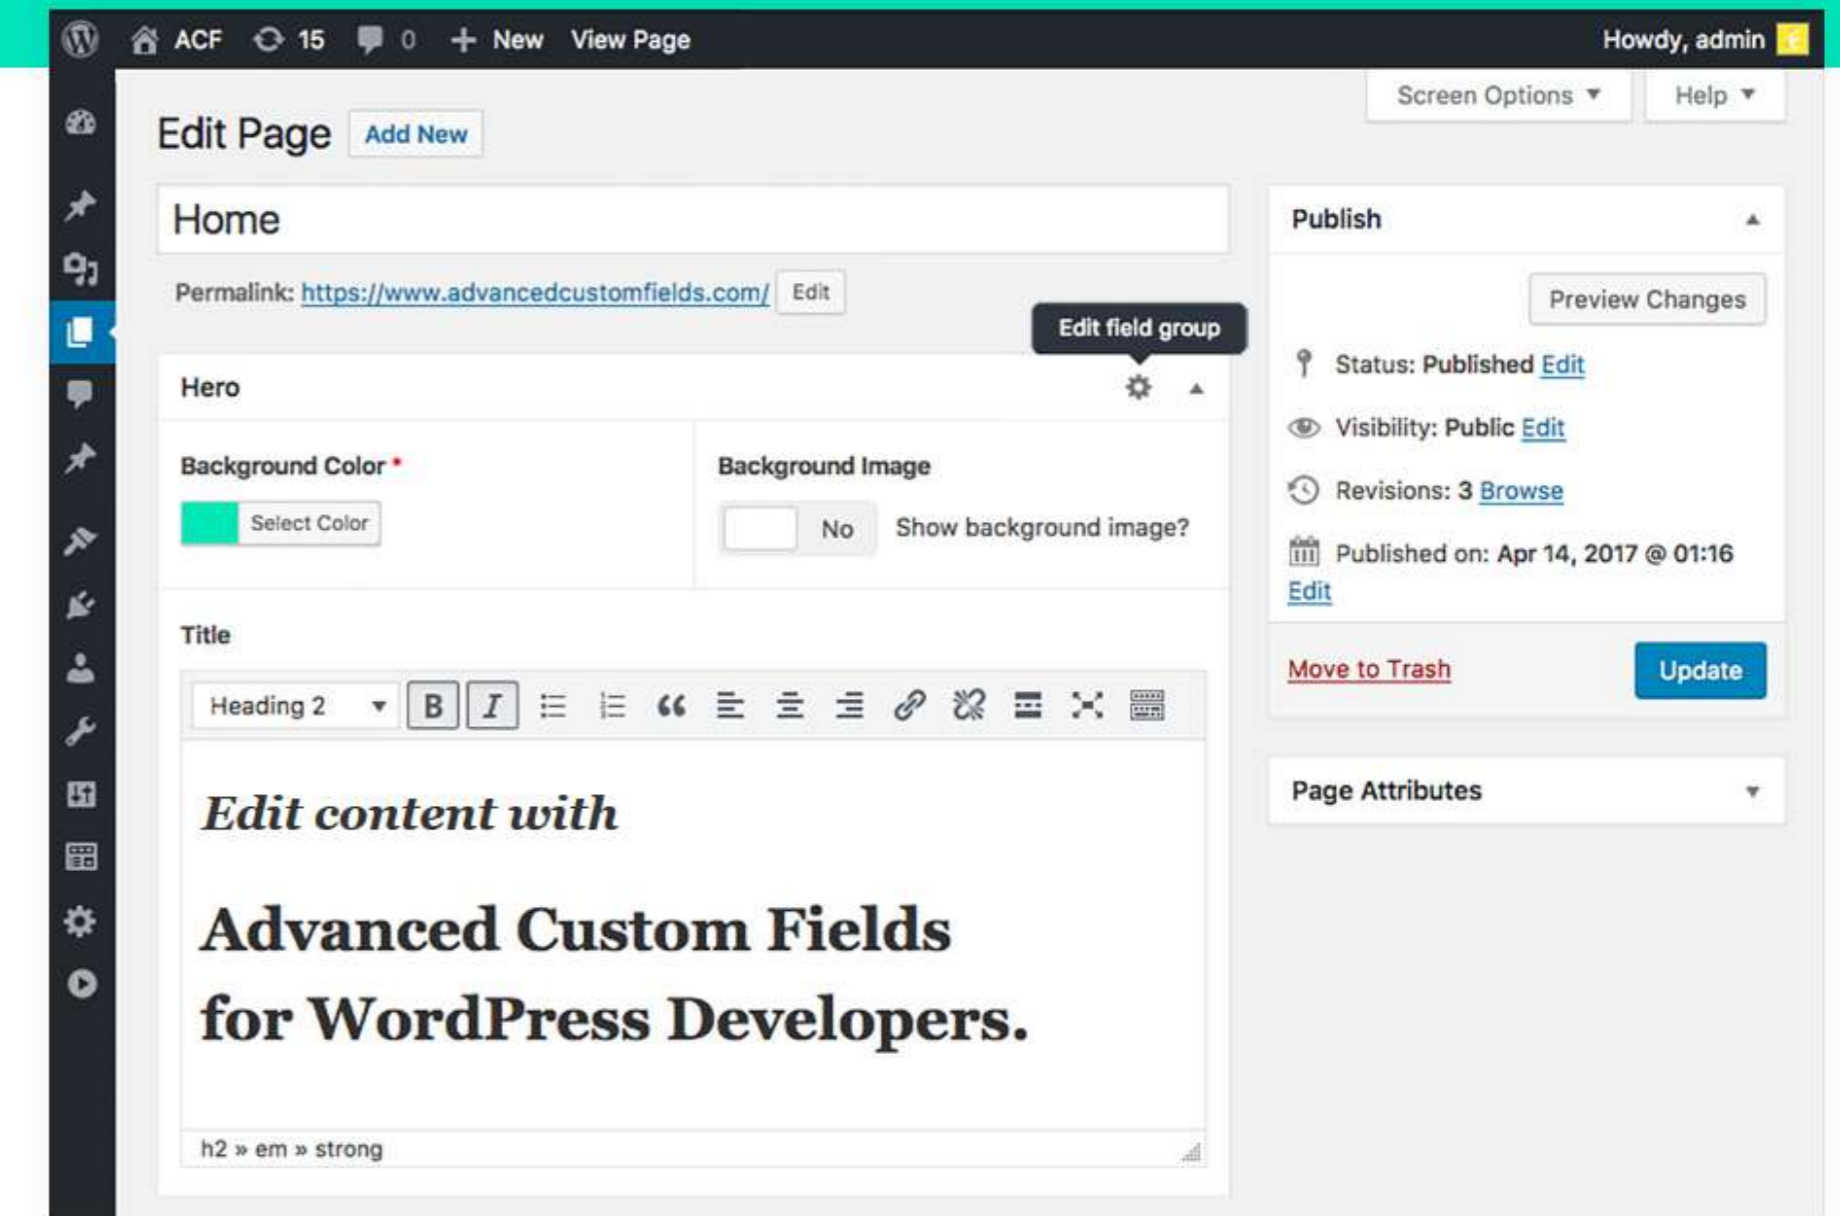 ACF 15 0 New View Page Howdy, admin
Screen Options Help
Edit Page Add New
Home
Permalink: https://www.advancedcustomfields.com/ Edit
Edit field group
Hero
Background Color *
Select Color
Background Image
No Show background image?
Title
Heading 2 B I
Edit content with
Advanced Custom Fields
for WordPress Developers.
h2 » em » strong
Publish
Preview Changes
Status: Published Edit
Visibility: Public Edit
Revisions: 3 Browse
Published on: Apr 14, 2017 @ 01:16
Edit
Move to Trash Update
Page Attributes